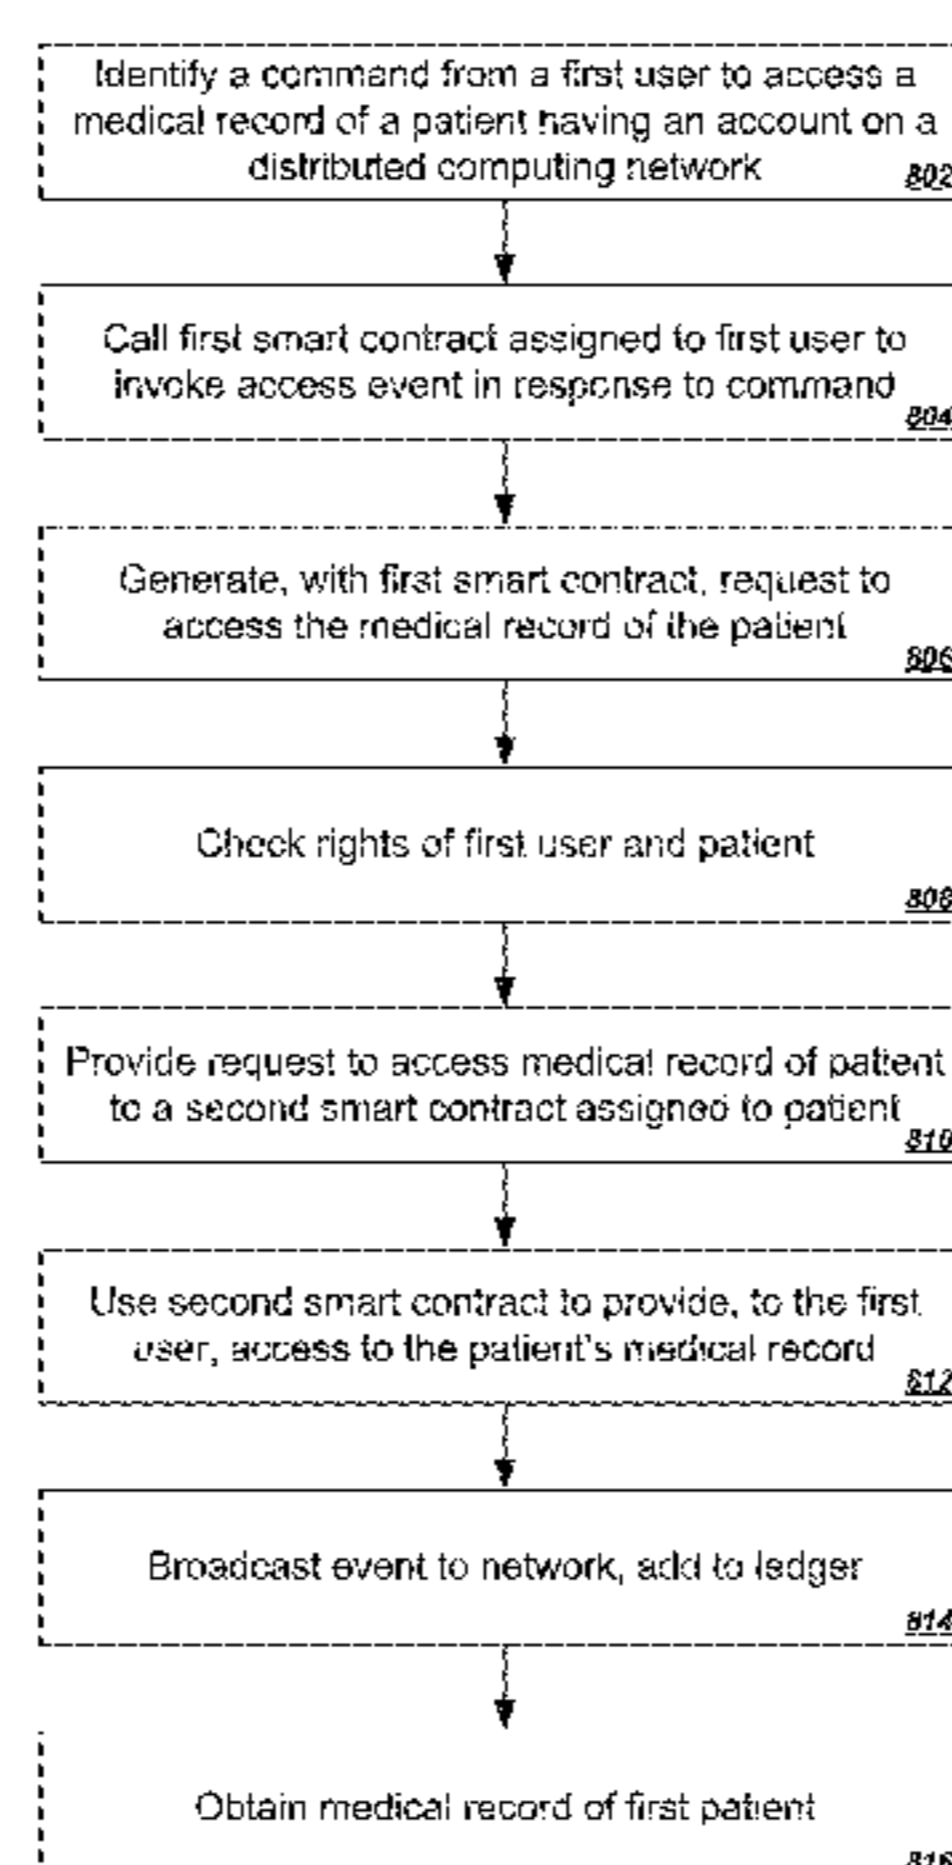 Identify a command from a first user to access a
medical record of a patient having an account on a
distributed computing network
802
Call first smart contract assigned to first user to
invoke access event in response to command
804
Generate, with first smart contract, request to
access the medical record of the patient
806
Check rights of first user and patient
808
Provide request to access medical record of patient
to a second smart contract assigned to patient
810
Use second smart contract to provide, to the first
user, access to the patient's medical record
812
Broadcast event to network, add to ledger
814
Obtain medical record of first patient
816